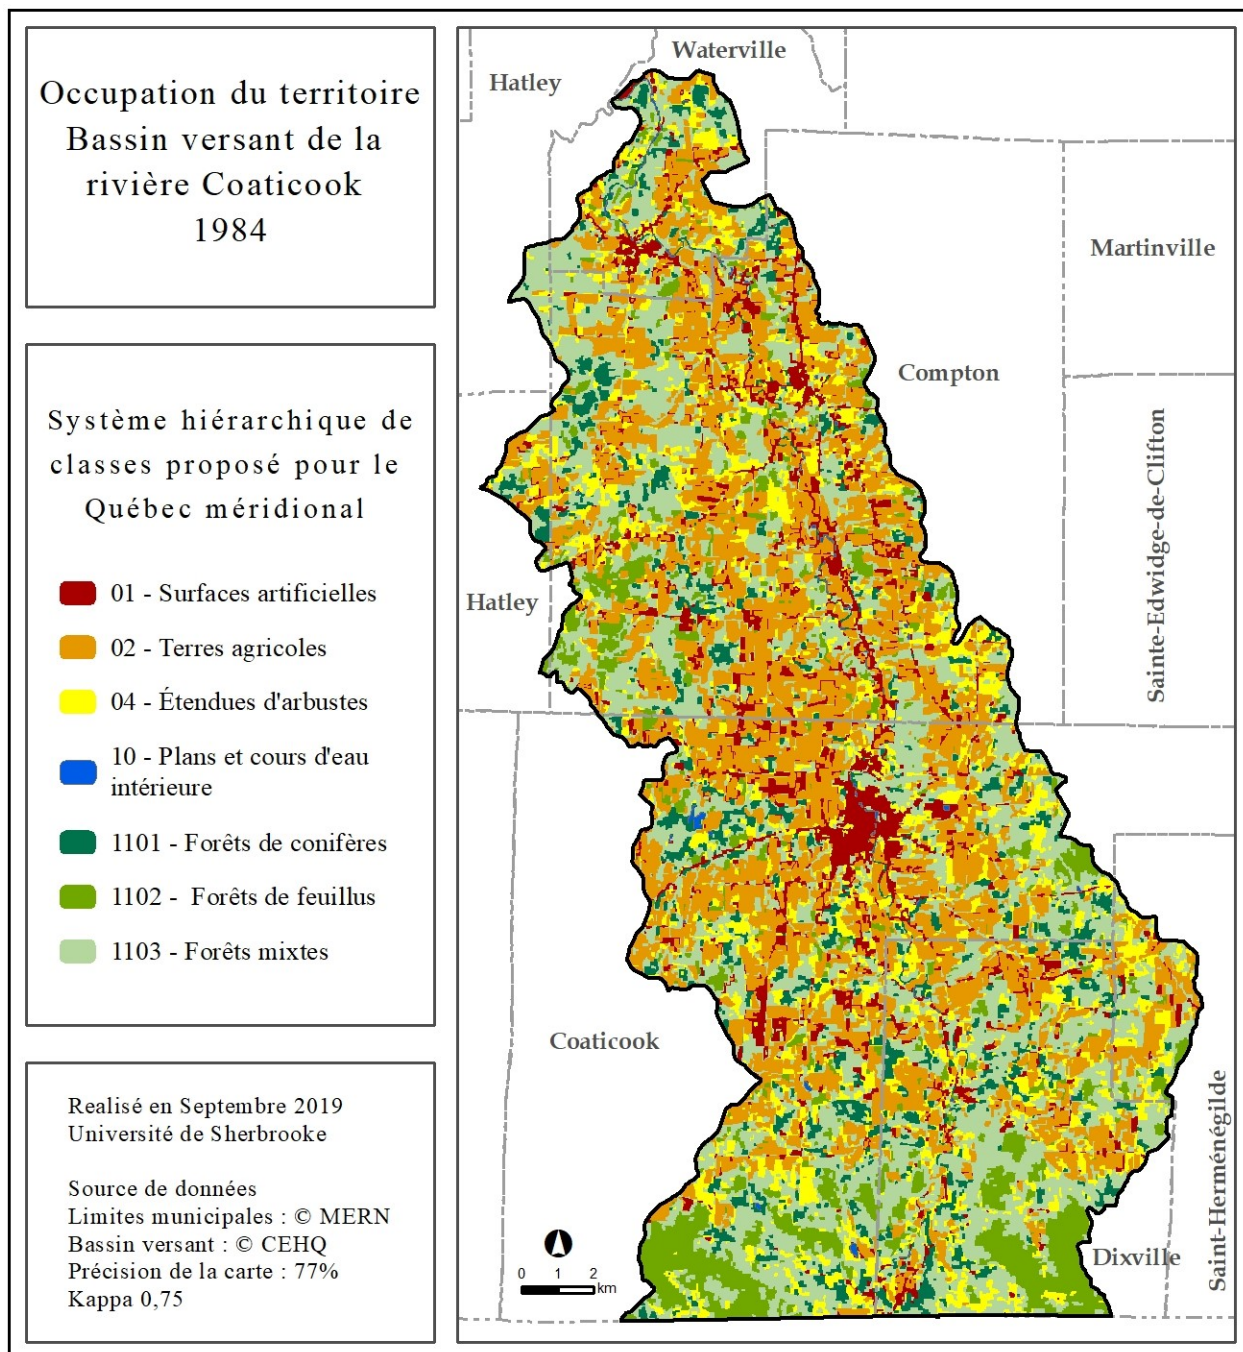 Occupation du territoire
Bassin versant de la
rivière Coaticook
1984
Système hiérarchique de
classes proposé pour le
Québec méridional
01 - Surfaces artificielles
02 - Terres agricoles
04 - Étendues d'arbustes
10 - Plans et cours d'eau
intérieure
1101 - Forêts de conifères
1102 - Forêts de feuillus
1103 - Forêts mixtes
Realisé en Septembre 2019
Université de Sherbrooke
Source de données
Limites municipales : © MERN
Bassin versant : © CEHQ
Précision de la carte : 77%
Kappa 0,75
Waterville
Hatley
Martinville
Compton
Sainte-Edwidge-de-Clifton
Hatley
Coaticook
Saint-Herménégilde
Dixville
0 1 2
km